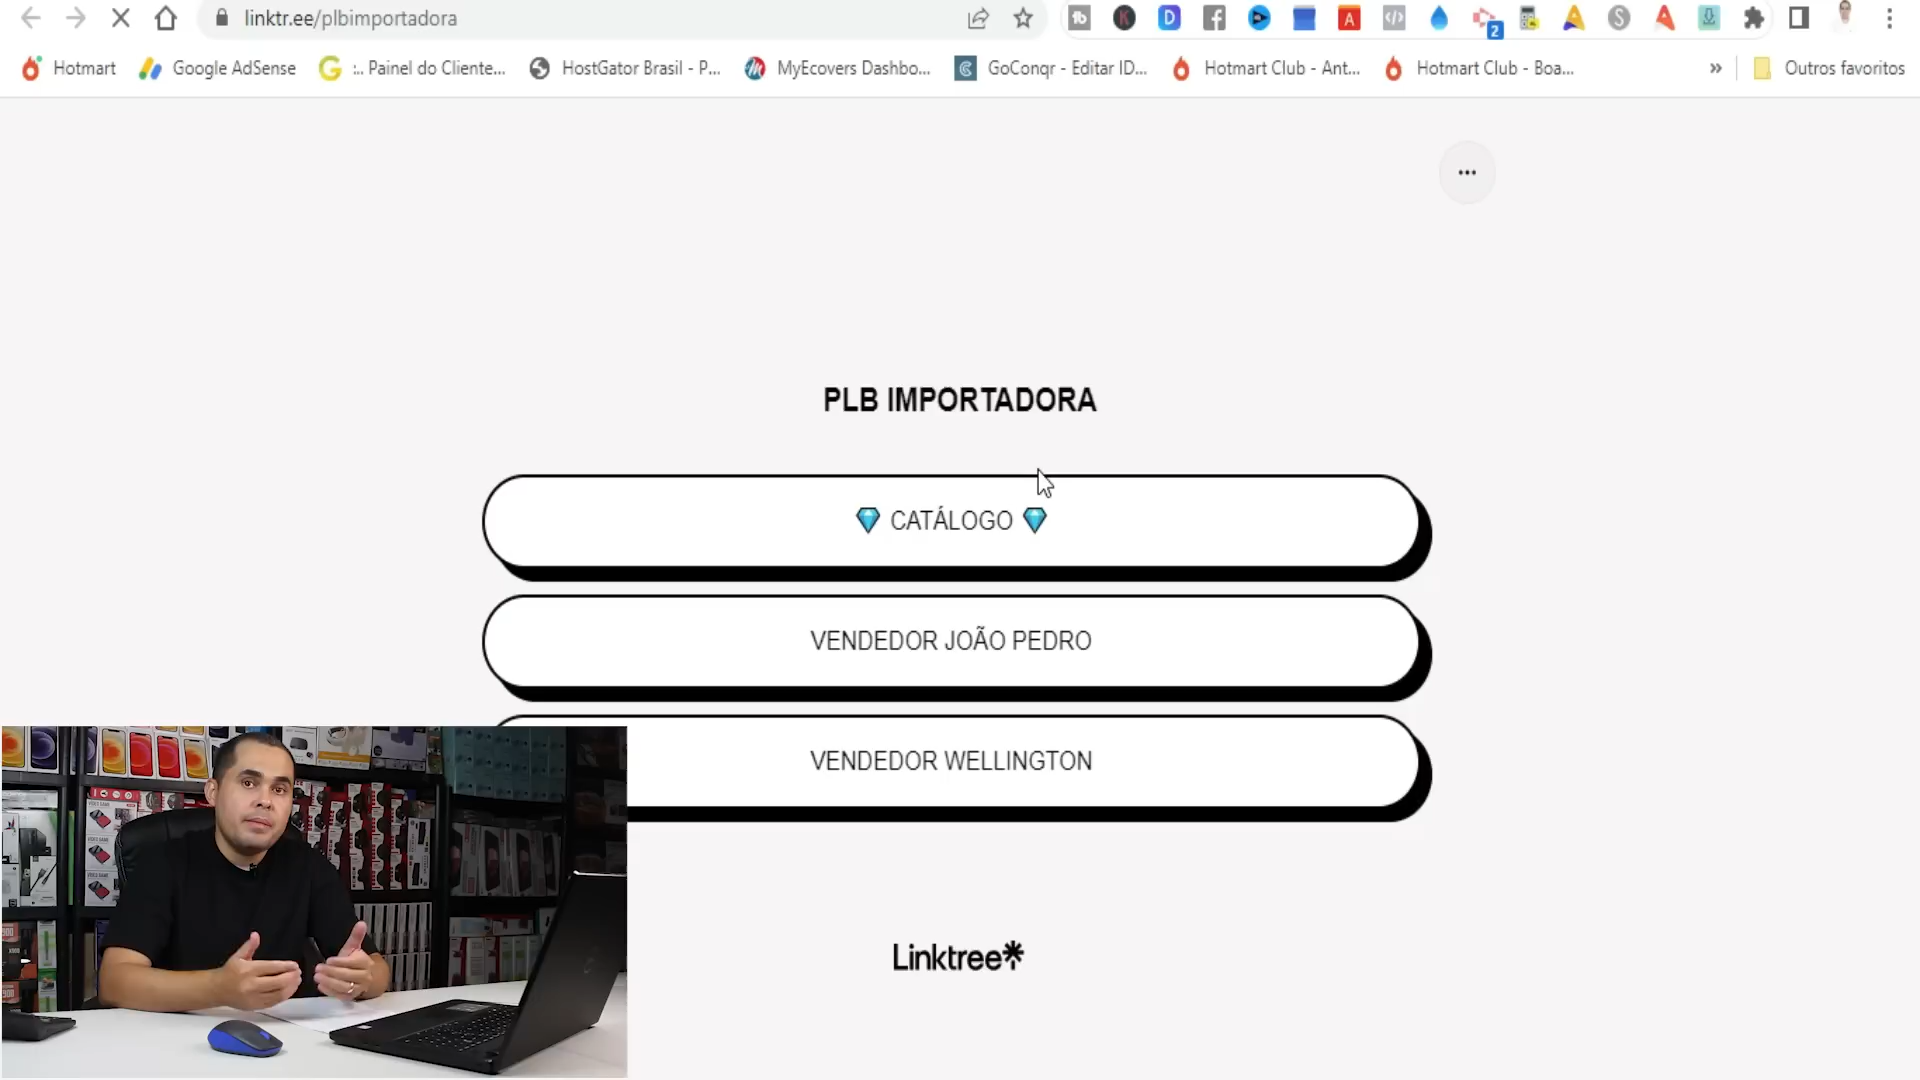 linktr.ee/plbimportadora
2
Hotmart
Google AdSense
:.. Painel do Cliente...
HostGator Brasil - P...
MyEcovers Dashbo...
GoConqr - Editar ID...
Hotmart Club - Ant...
Hotmart Club - Boa...
»
Outros favoritos
PLB IMPORTADORA
💎 CATÁLOGO 💎
VENDEDOR JOÃO PEDRO
VENDEDOR WELLINGTON
Linktree*